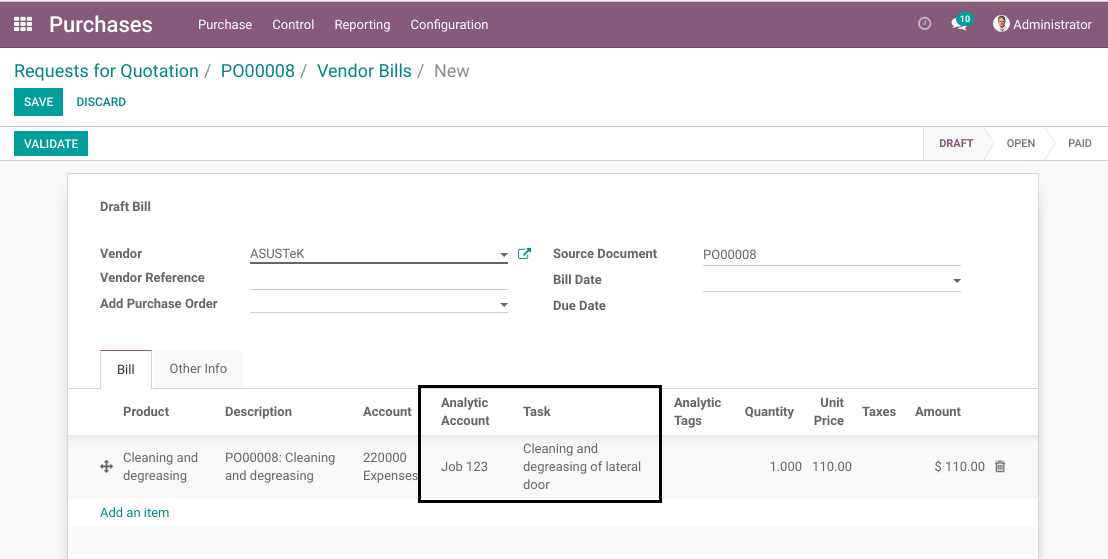 Purchases Purchase Control Reporting Configuration 10 Administrator
Requests for Quotation / PO00008 / Vendor Bills / New
SAVE DISCARD
VALIDATE DRAFT OPEN PAID
Draft Bill
Vendor ASUSTeK Source Document PO00008
Vendor Reference Bill Date
Add Purchase Order Due Date
Bill Other Info
Product Description Account Analytic Account Task Analytic Tags Quantity Unit Price Taxes Amount
Cleaning and degreasing PO00008: Cleaning and degreasing 220000 Expenses Job 123 Cleaning and degreasing of lateral door 1.000 110.00 $ 110.00
Add an item